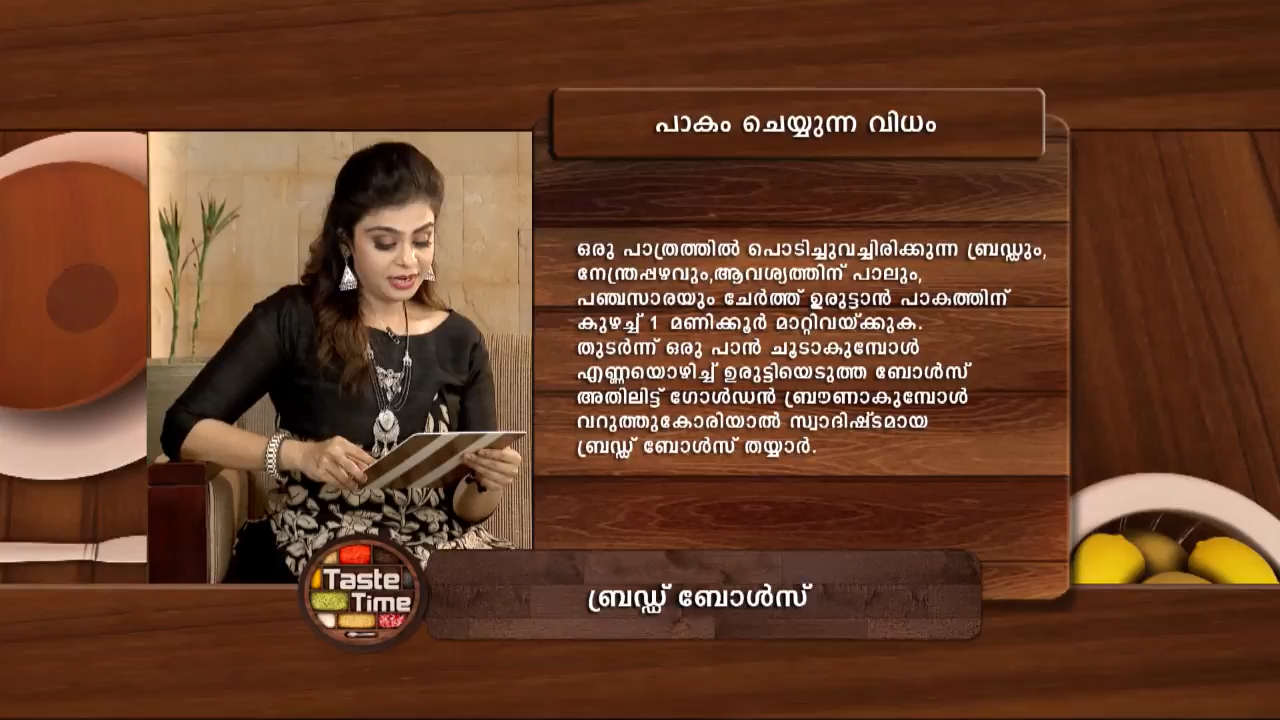 പാകം ചെയ്യുന്ന വിധം
ഒരു പാത്രത്തിൽ പൊടിച്ചുവച്ചിരിക്കുന്ന ബ്രഡ്ഡും,
നേന്ത്രപ്പഴവും,ആവശ്യത്തിന് പാലും,
പഞ്ചസാരയും ചേർത്ത് ഉരുട്ടാൻ പാകത്തിന്
കുഴച്ച് 1 മണിക്കൂർ മാറ്റിവയ്ക്കുക.
തുടർന്ന് ഒരു പാൻ ചൂടാകുമ്പോൾ
എണ്ണയൊഴിച്ച് ഉരുട്ടിയെടുത്ത ബോൾസ്
അതിലിട്ട് ഗോൾഡൻ ബ്രൗണാകുമ്പോൾ
വറുത്തുകോരിയാൽ സ്വാദിഷ്ടമായ
ബ്രഡ്ഡ് ബോൾസ് തയ്യാർ.
Taste
Time
ബ്രഡ്ഡ് ബോൾസ്